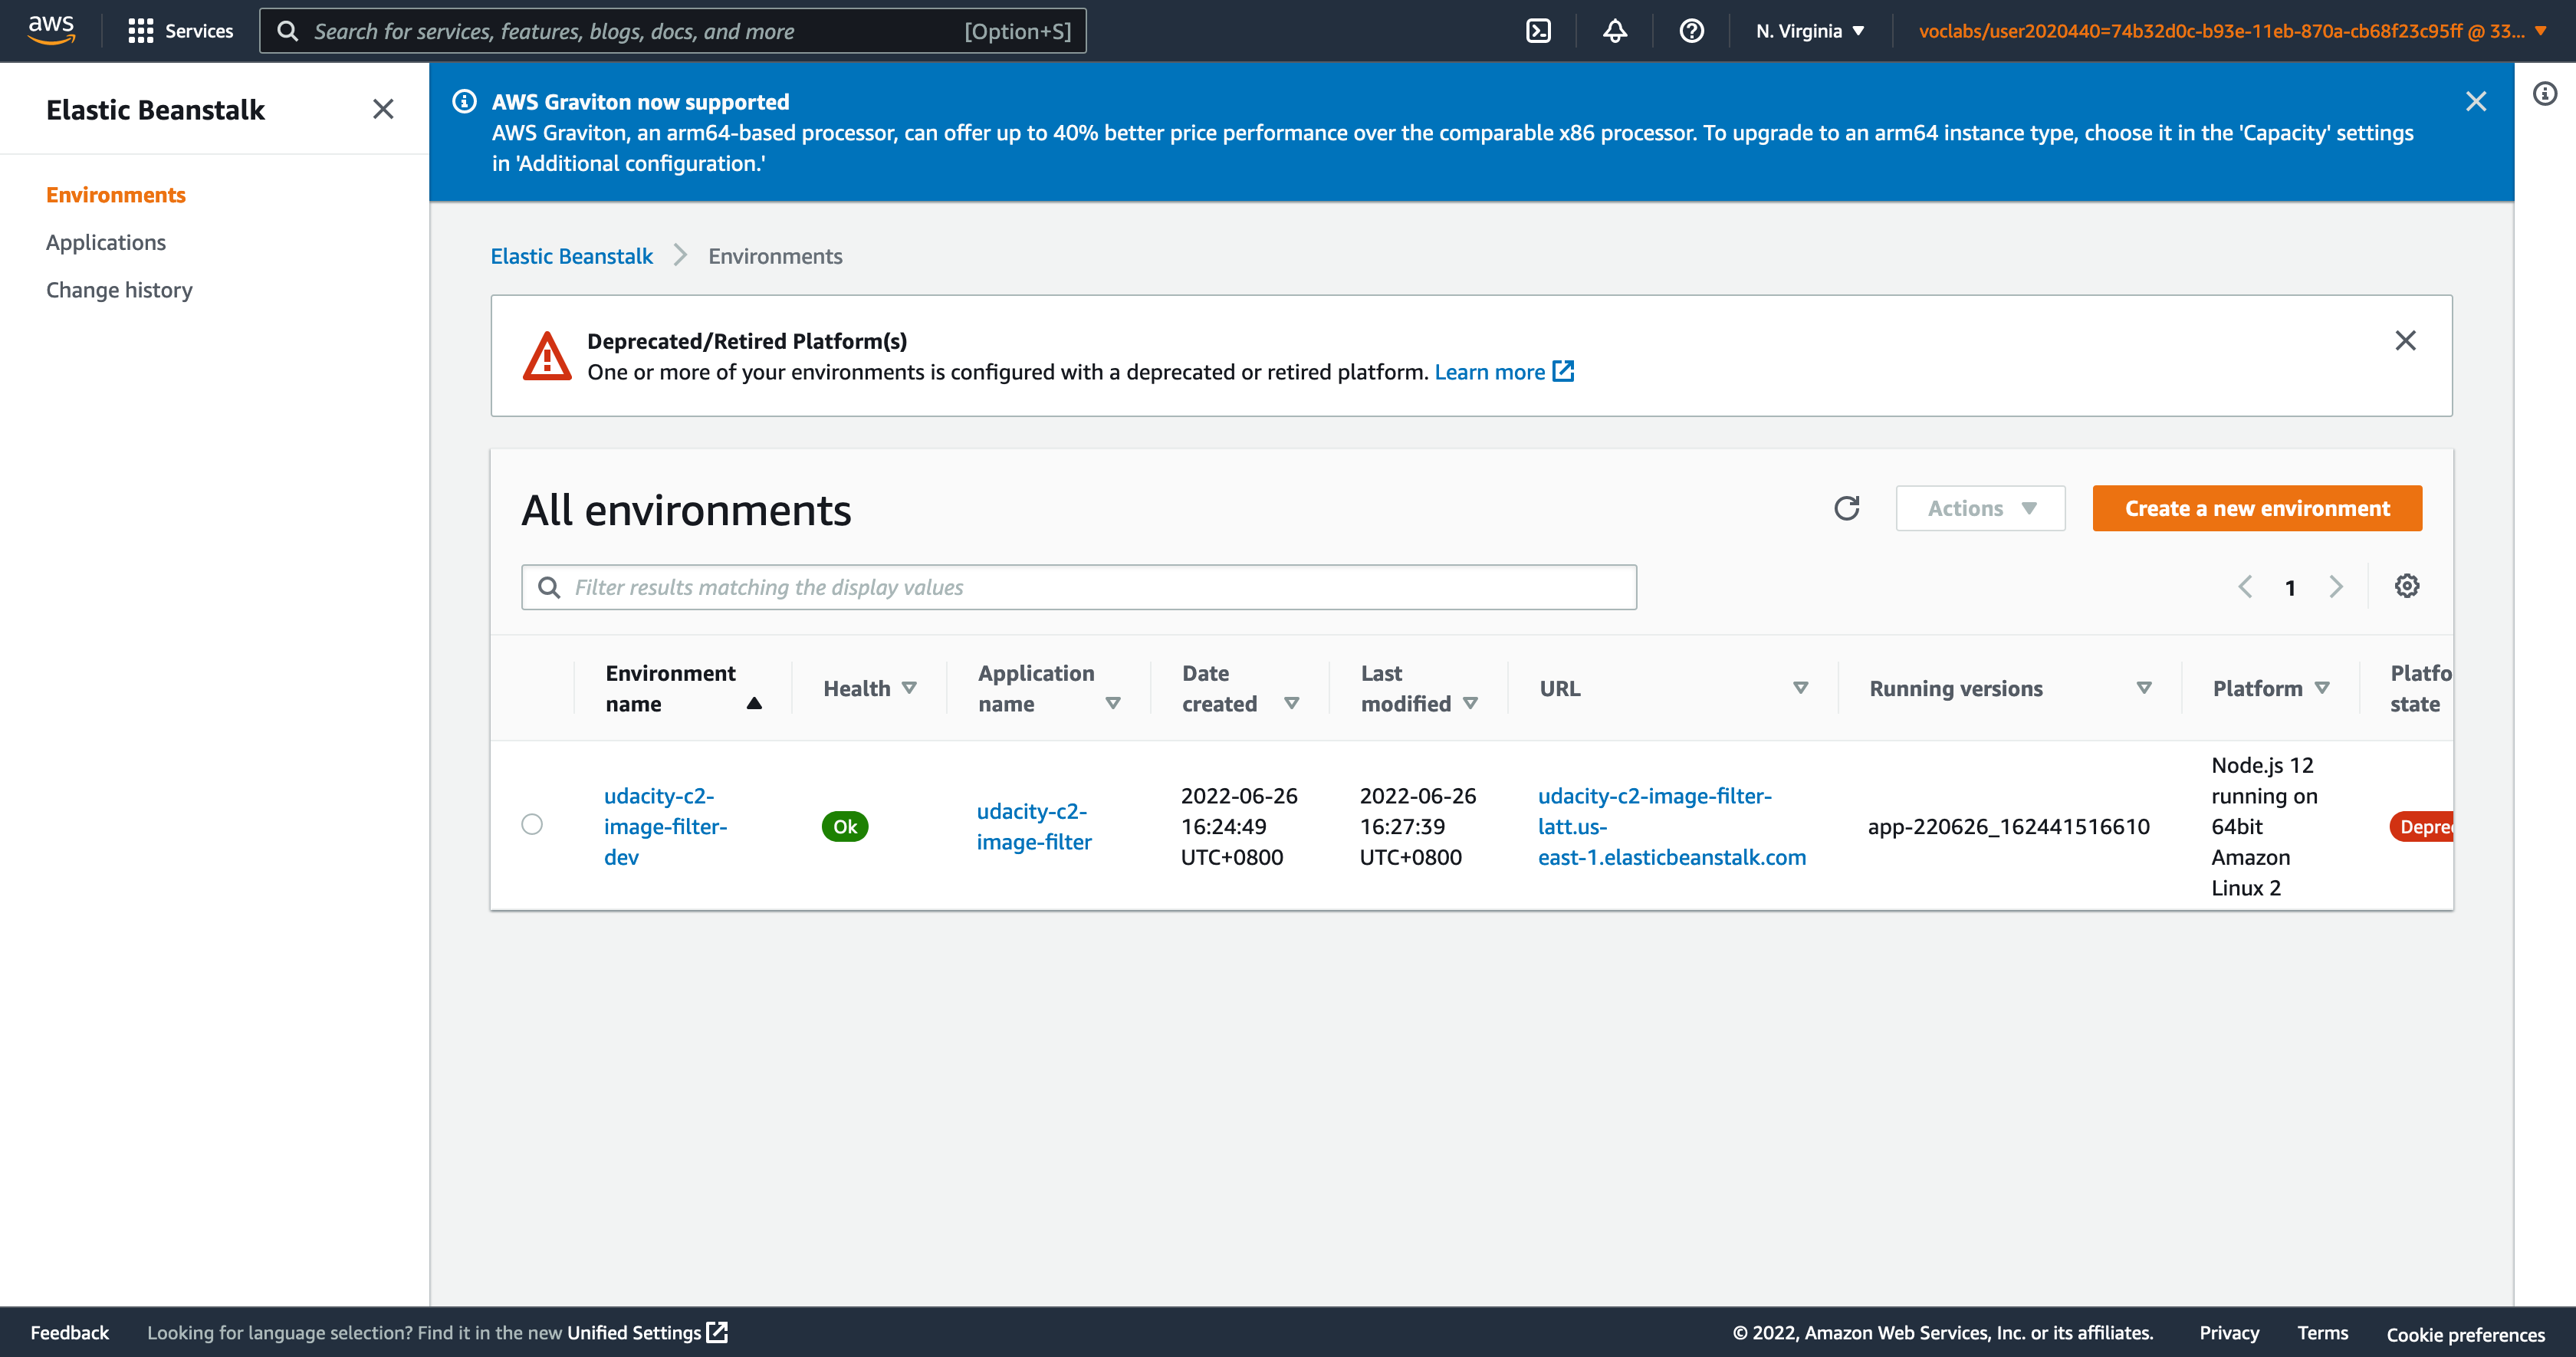 aws
Services
Search for services, features, blogs, docs, and more
[Option+S]
N. Virginia
voclabs/user2020440=74b32d0c-b93e-11eb-870a-cb68f23c95ff @ 33...
Elastic Beanstalk
Environments
Applications
Change history
AWS Graviton now supported
AWS Graviton, an arm64-based processor, can offer up to 40% better price performance over the comparable x86 processor. To upgrade to an arm64 instance type, choose it in the 'Capacity' settings
in 'Additional configuration.'
Elastic Beanstalk > Environments
Deprecated/Retired Platform(s)
One or more of your environments is configured with a deprecated or retired platform. Learn more
All environments
Actions
Create a new environment
Filter results matching the display values
1
Environment
name
Health
Application
name
Date
created
Last
modified
URL
Running versions
Platform
Platfo
state
udacity-c2-
image-filter-
dev
Ok
udacity-c2-
image-filter
2022-06-26
16:24:49
UTC+0800
2022-06-26
16:27:39
UTC+0800
udacity-c2-image-filter-
latt.us-
east-1.elasticbeanstalk.com
app-220626_162441516610
Node.js 12
running on
64bit
Amazon
Linux 2
Depre
Feedback
Looking for language selection? Find it in the new Unified Settings
© 2022, Amazon Web Services, Inc. or its affiliates.
Privacy
Terms
Cookie preferences